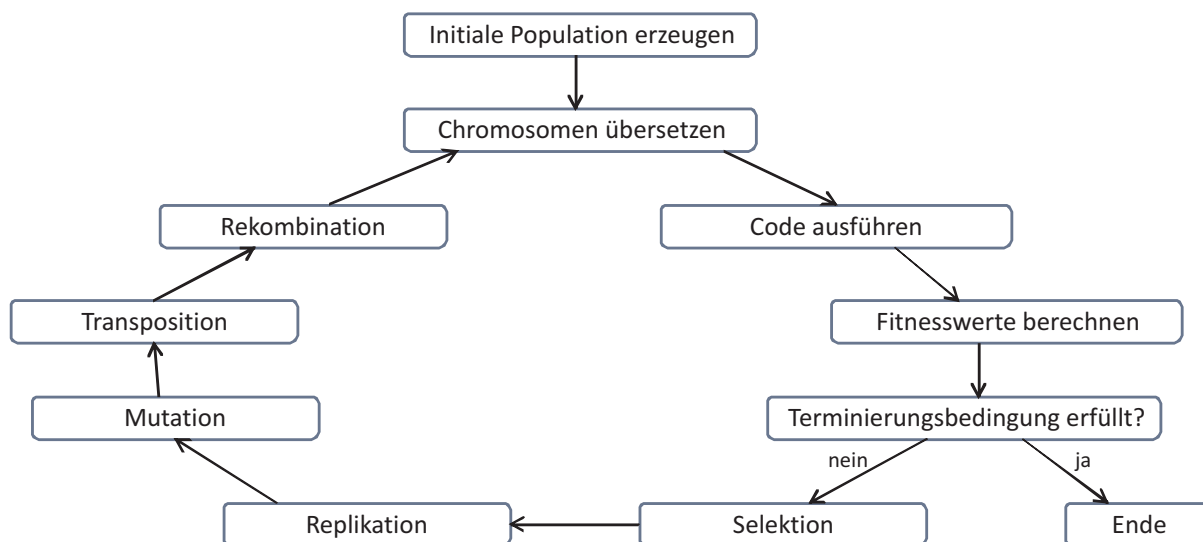 Initiale Population erzeugen
Chromosomen übersetzen
Rekombination
Code ausführen
Transposition
Fitnesswerte berechnen
Mutation
Terminierungsbedingung erfüllt?
nein
ja
Replikation
Selektion
Ende